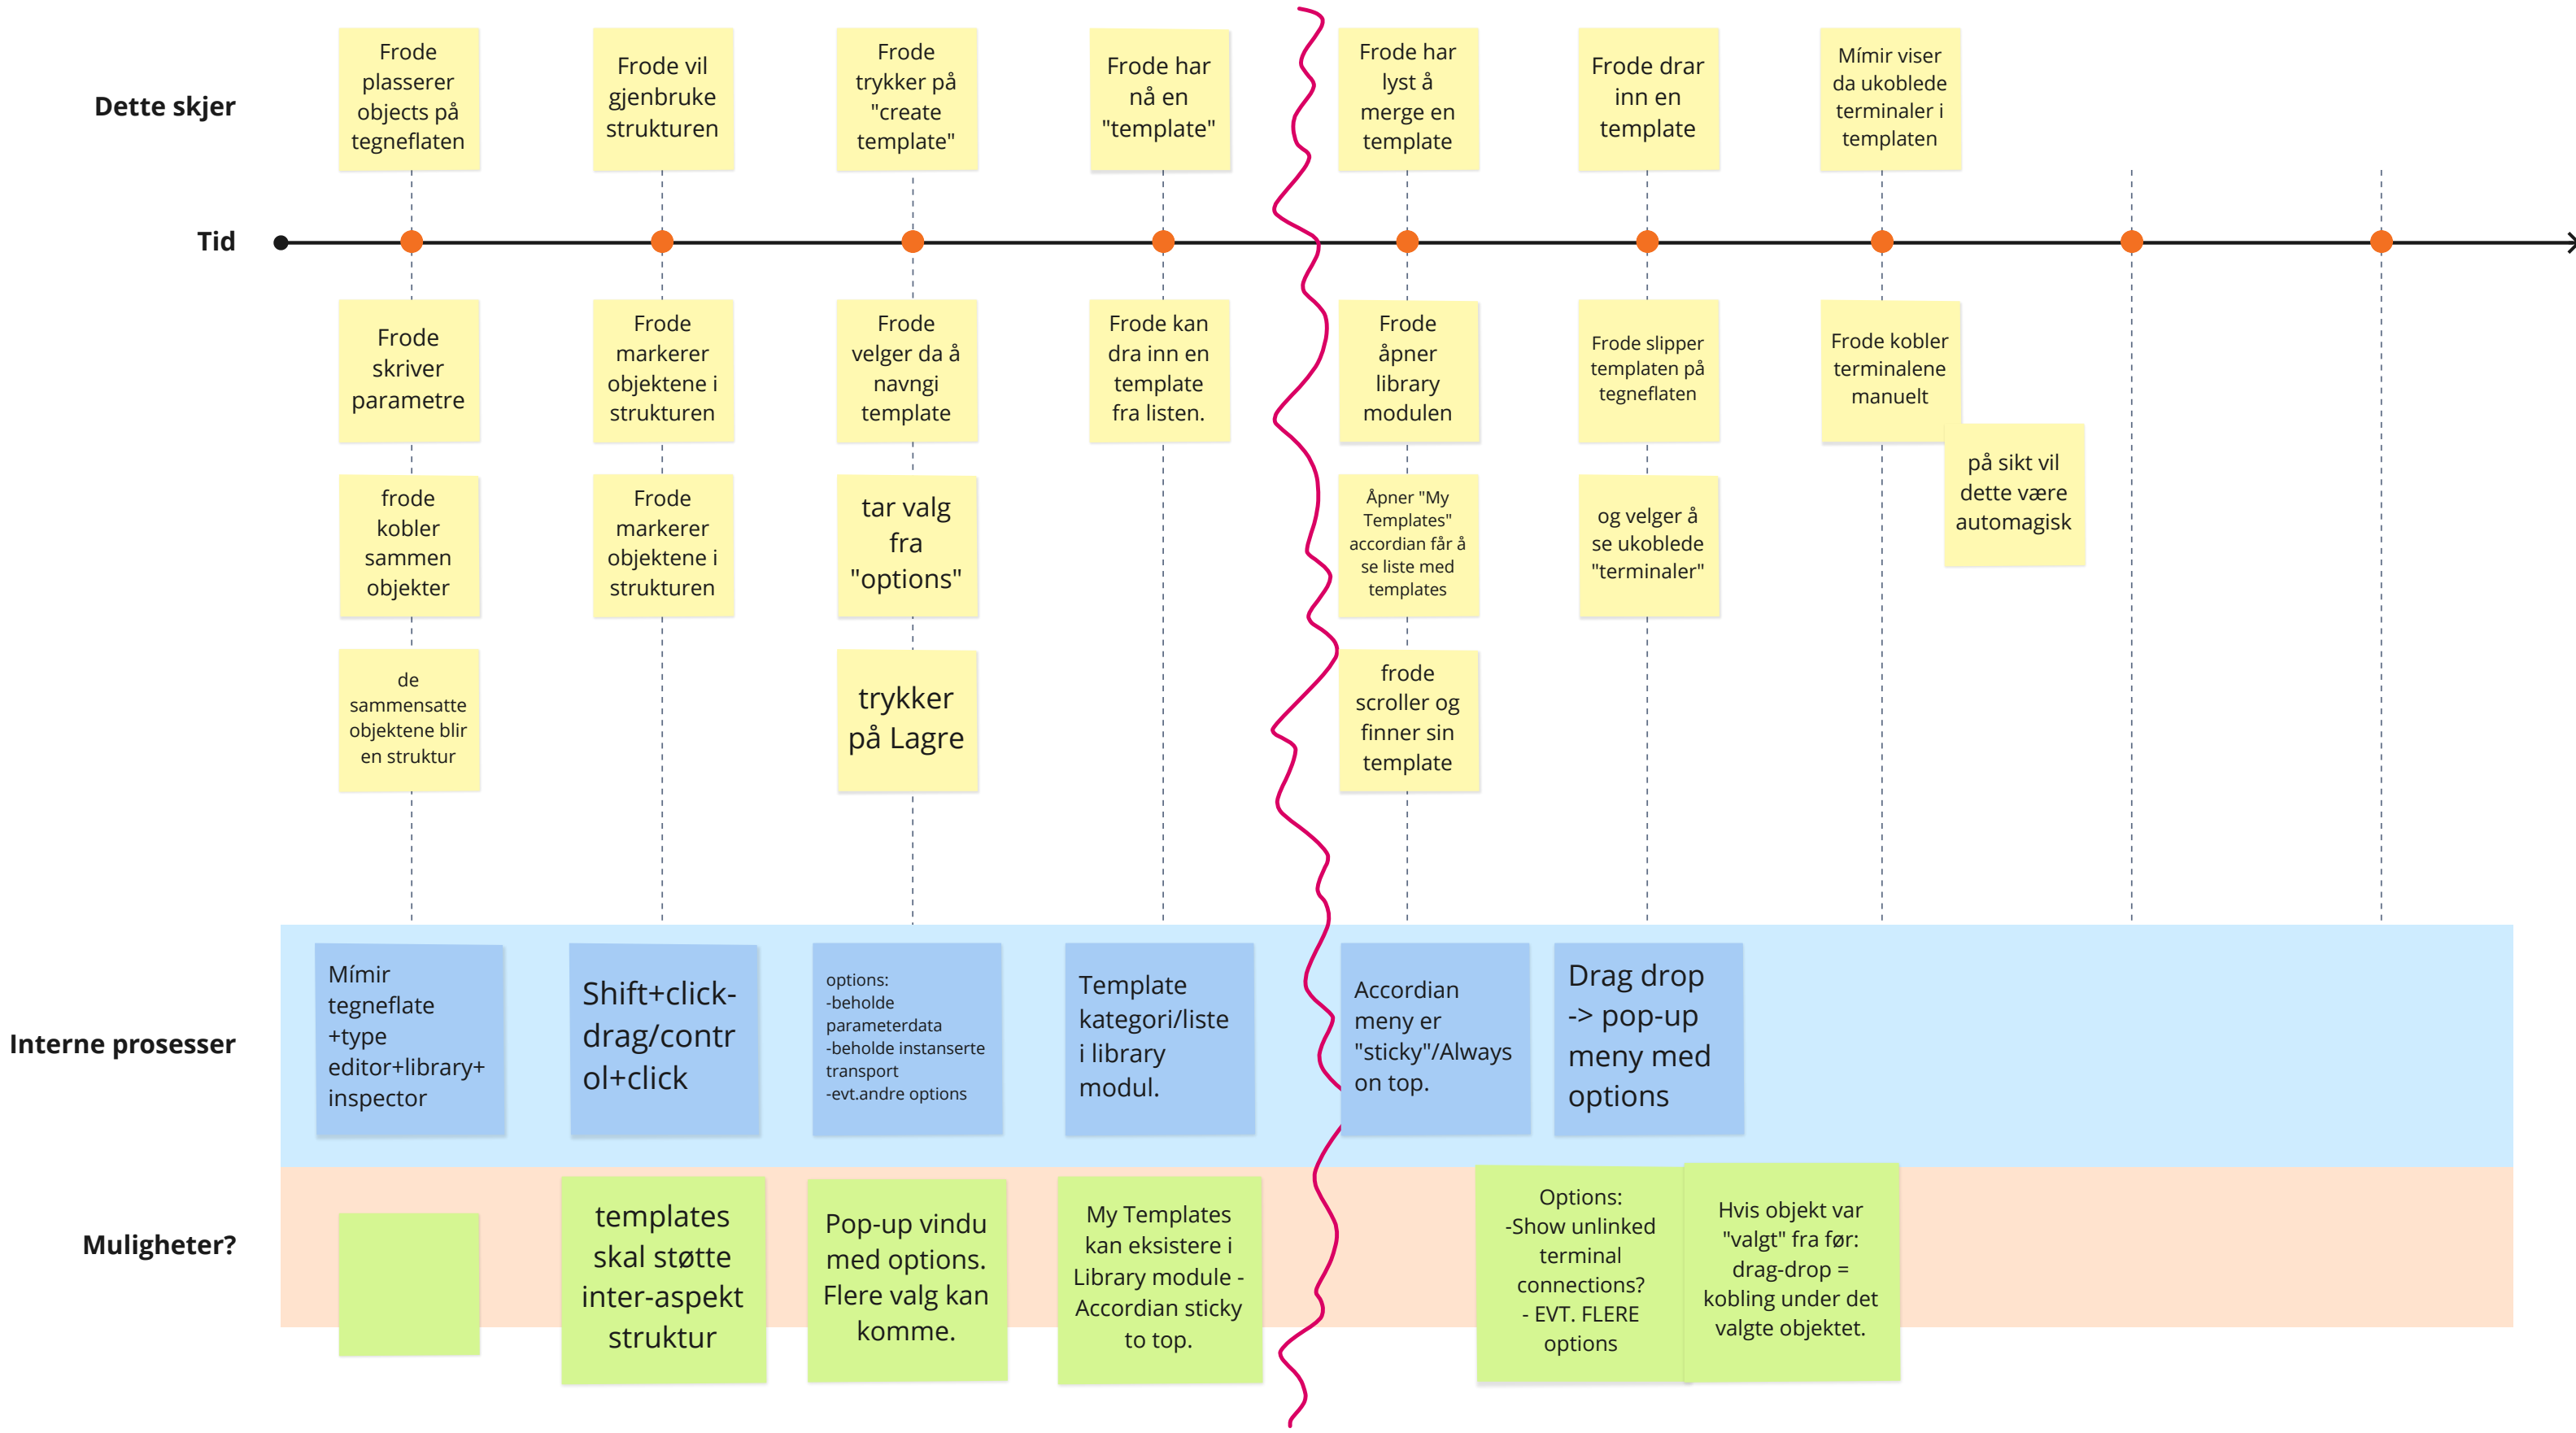 Dette skjer
Frode
plasserer
objects på
tegneflaten
Frode vil
gjenbruke
strukturen
Frode
trykker på
"create
template"
Frode har
nå en
"template"
Frode har
lyst å
merge en
template
Frode drar
inn en
template
Mímir viser
da ukoblede
terminaler i
templaten
Tid
Frode
skriver
parametre
Frode
markerer
objektene i
strukturen
Frode
velger da å
navngi
template
Frode kan
dra inn en
template
fra listen.
Frode
åpner
library
modulen
Frode slipper
templaten på
tegneflaten
Frode kobler
terminalene
manuelt
på sikt vil
dette være
automagisk
frode
kobler
sammen
objekter
Frode
markerer
objektene i
strukturen
tar valg
fra
"options"
Åpner "My
Templates"
accordian får å
se liste med
templates
og velger å
se ukoblede
"terminaler"
de
sammensatte
objektene blir
en struktur
trykker
på Lagre
frode
scroller og
finner sin
template
Interne prosesser
Mímir
tegneflate
+type
editor+library+
inspector
Shift+click-
drag/contr
ol+click
options:
-beholde
parameterdata
-beholde instanserte
transport
-evt.andre options
Template
kategori/liste
i library
modul.
Accordian
meny er
"sticky"/Always
on top.
Drag drop
-> pop-up
meny med
options
Muligheter?
templates
skal støtte
inter-aspekt
struktur
Pop-up vindu
med options.
Flere valg kan
komme.
My Templates
kan eksistere i
Library module -
Accordian sticky
to top.
Options:
-Show unlinked
terminal
connections?
- EVT. FLERE
options
Hvis objekt var
"valgt" fra før:
drag-drop =
kobling under det
valgte objektet.